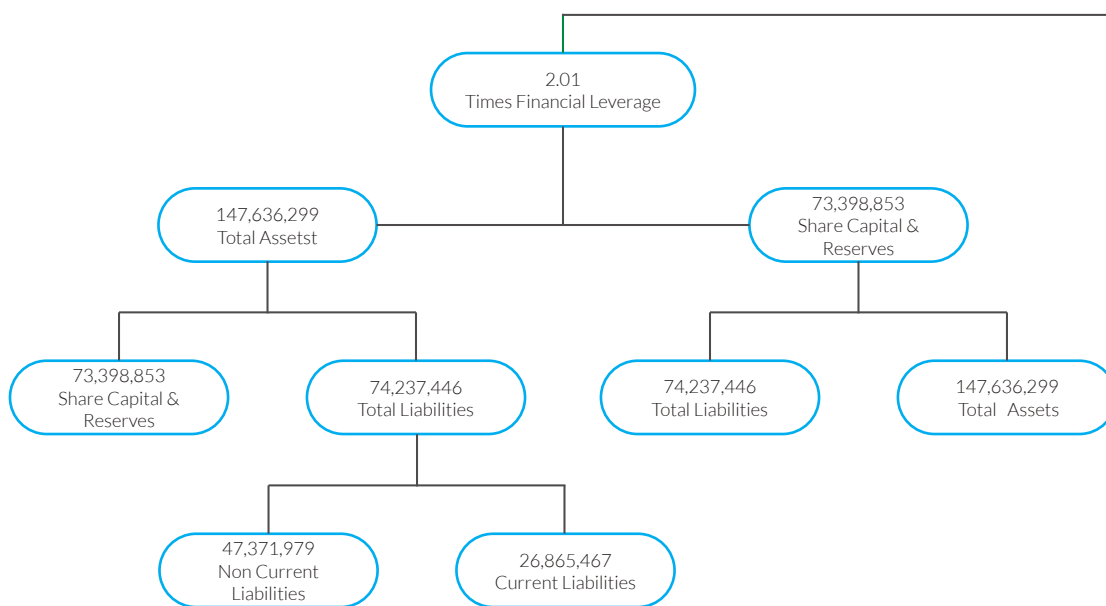 2.01
Times Financial Leverage
147,636,299
Total Assetst
73,398,853
Share Capital &
Reserves
73,398,853
Share Capital &
Reserves
74,237,446
Total Liabilities
74,237,446
Total Liabilities
147,636,299
Total Assets
47,371,979
Non Current
Liabilities
26,865,467
Current Liabilities